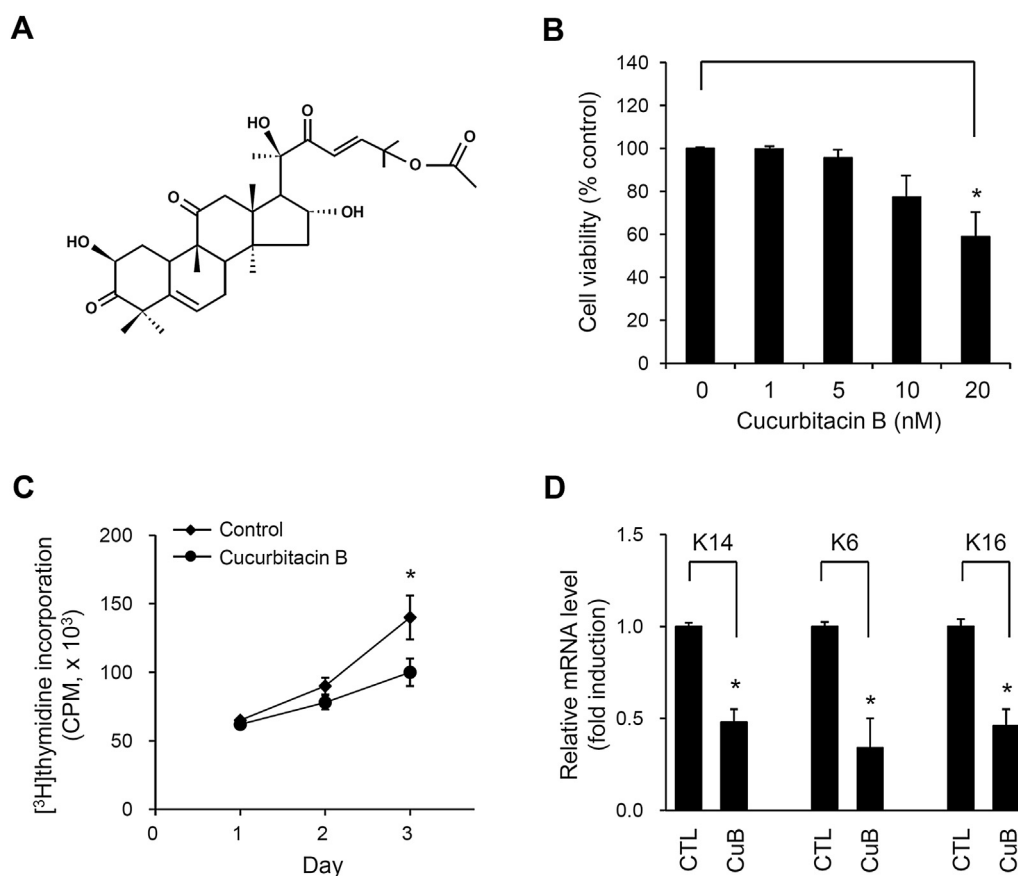 A
HO
O
O
O
O
OH
HO
O
B
140
120
100
80
60
40
20
0
Cell viability (% control)
*
0 1 5 10 20
Cucurbitacin B (nM)
C
Control
Cucurbitacin B
200
150
100
50
0
[³H]thymidine incorporation
(CPM, x 10³)
*
0 1 2 3
Day
D
1.5
1.0
0.5
0.0
Relative mRNA level
(fold induction)
K14 K6 K16
* * *
CTL CuB CTL CuB CTL CuB